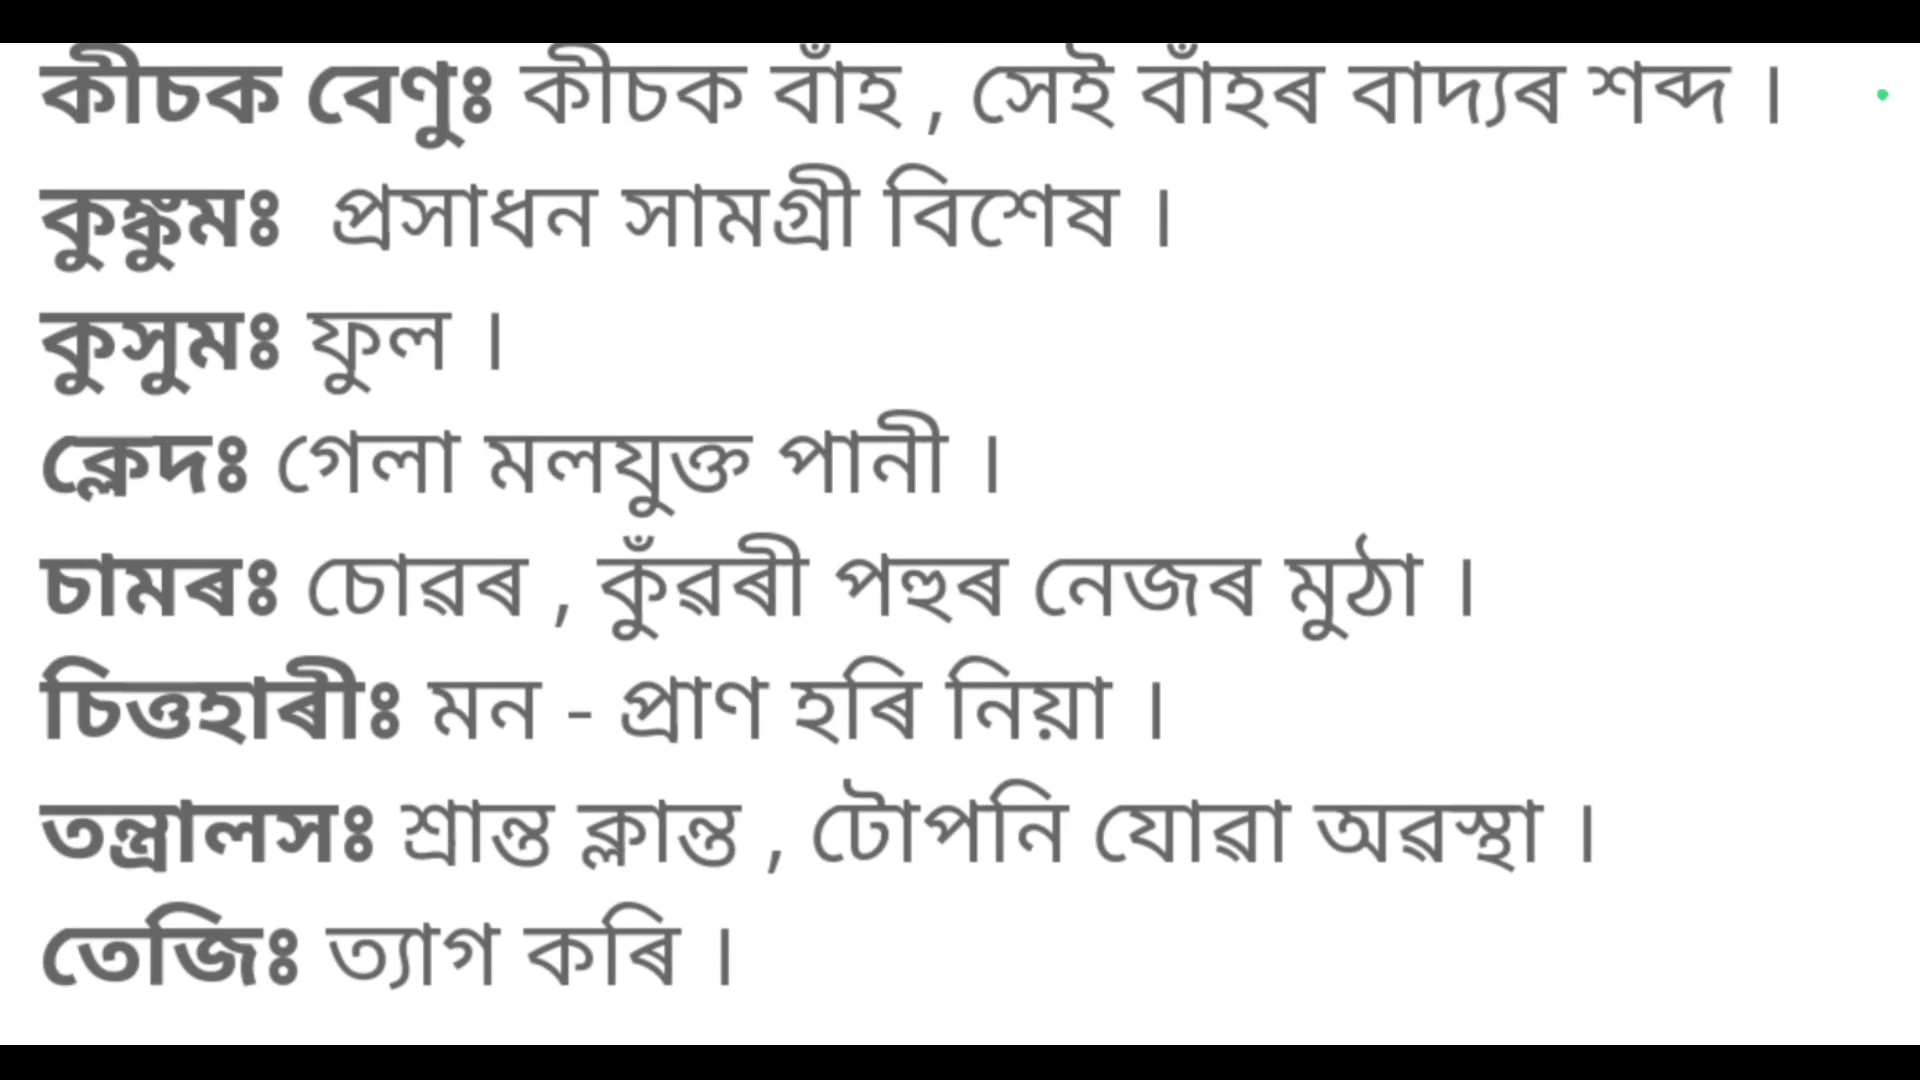 কীচক বেণুঃ কীচক বাঁহ , সেই বাঁহৰ বাদ্যৰ শব্দ ।
কুঙ্কুমঃ প্ৰসাধন সামগ্ৰী বিশেষ ।
কুসুমঃ ফুল ।
ক্লেদঃ গেলা মলযুক্ত পানী ।
চামৰঃ চোৱৰ , কুঁৱৰী পহুৰ নেজৰ মুঠা ।
চিত্তহাৰীঃ মন - প্ৰাণ হৰি নিয়া ।
তন্ত্ৰালসঃ শ্ৰান্ত ক্লান্ত , টোপনি যোৱা অৱস্থা ।
তেজিঃ ত্যাগ কৰি ।